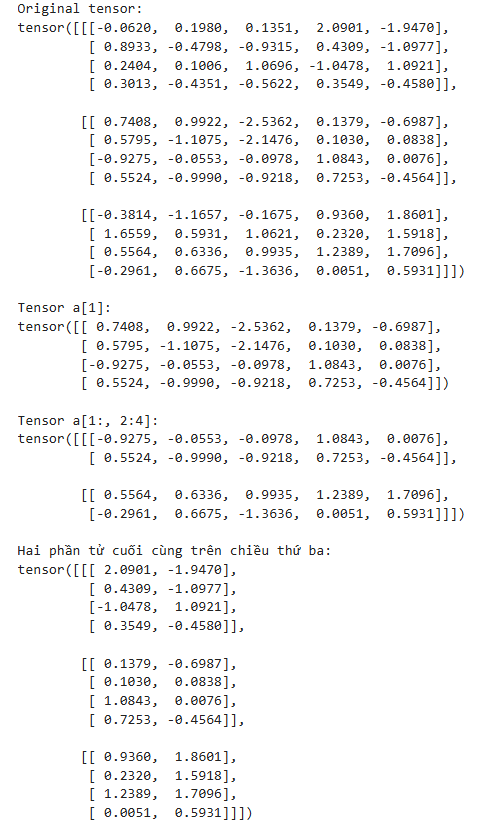 Original tensor:
tensor([[[-0.0620,  0.1980,  0.1351,  2.0901, -1.9470],
         [ 0.8933, -0.4798, -0.9315,  0.4309, -1.0977],
         [ 0.2404,  0.1006,  1.0696, -1.0478,  1.0921],
         [ 0.3013, -0.4351, -0.5622,  0.3549, -0.4580]],

        [[ 0.7408,  0.9922, -2.5362,  0.1379, -0.6987],
         [ 0.5795, -1.1075, -2.1476,  0.1030,  0.0838],
         [-0.9275, -0.0553, -0.0978,  1.0843,  0.0076],
         [ 0.5524, -0.9990, -0.9218,  0.7253, -0.4564]],

        [[-0.3814, -1.1657, -0.1675,  0.9360,  1.8601],
         [ 1.6559,  0.5931,  1.0621,  0.2320,  1.5918],
         [ 0.5564,  0.6336,  0.9935,  1.2389,  1.7096],
         [-0.2961,  0.6675, -1.3636,  0.0051,  0.5931]]])

Tensor a[1]:
tensor([[ 0.7408,  0.9922, -2.5362,  0.1379, -0.6987],
        [ 0.5795, -1.1075, -2.1476,  0.1030,  0.0838],
        [-0.9275, -0.0553, -0.0978,  1.0843,  0.0076],
        [ 0.5524, -0.9990, -0.9218,  0.7253, -0.4564]])

Tensor a[1:, 2:4]:
tensor([[[-0.9275, -0.0553, -0.0978,  1.0843,  0.0076],
         [ 0.5524, -0.9990, -0.9218,  0.7253, -0.4564]],

        [[ 0.5564,  0.6336,  0.9935,  1.2389,  1.7096],
         [-0.2961,  0.6675, -1.3636,  0.0051,  0.5931]]])

Hai phần tử cuối cùng trên chiều thứ ba:
tensor([[[ 2.0901, -1.9470],
         [ 0.4309, -1.0977],
         [-1.0478,  1.0921],
         [ 0.3549, -0.4580]],

        [[ 0.1379, -0.6987],
         [ 0.1030,  0.0838],
         [ 1.0843,  0.0076],
         [ 0.7253, -0.4564]],

        [[ 0.9360,  1.8601],
         [ 0.2320,  1.5918],
         [ 1.2389,  1.7096],
         [ 0.0051,  0.5931]]])